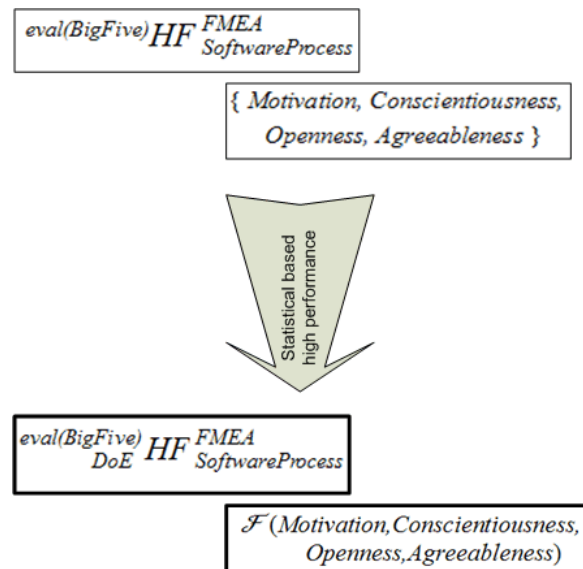 eval(BigFive) HF FMEA SoftwareProcess
{ Motivation, Conscientiousness,
Openness, Agreeableness }
Statistical based
high performance
eval(BigFive) DoE HF FMEA SoftwareProcess
ℱ (Motivation,Conscientiousness,
Openness,Agreeableness)